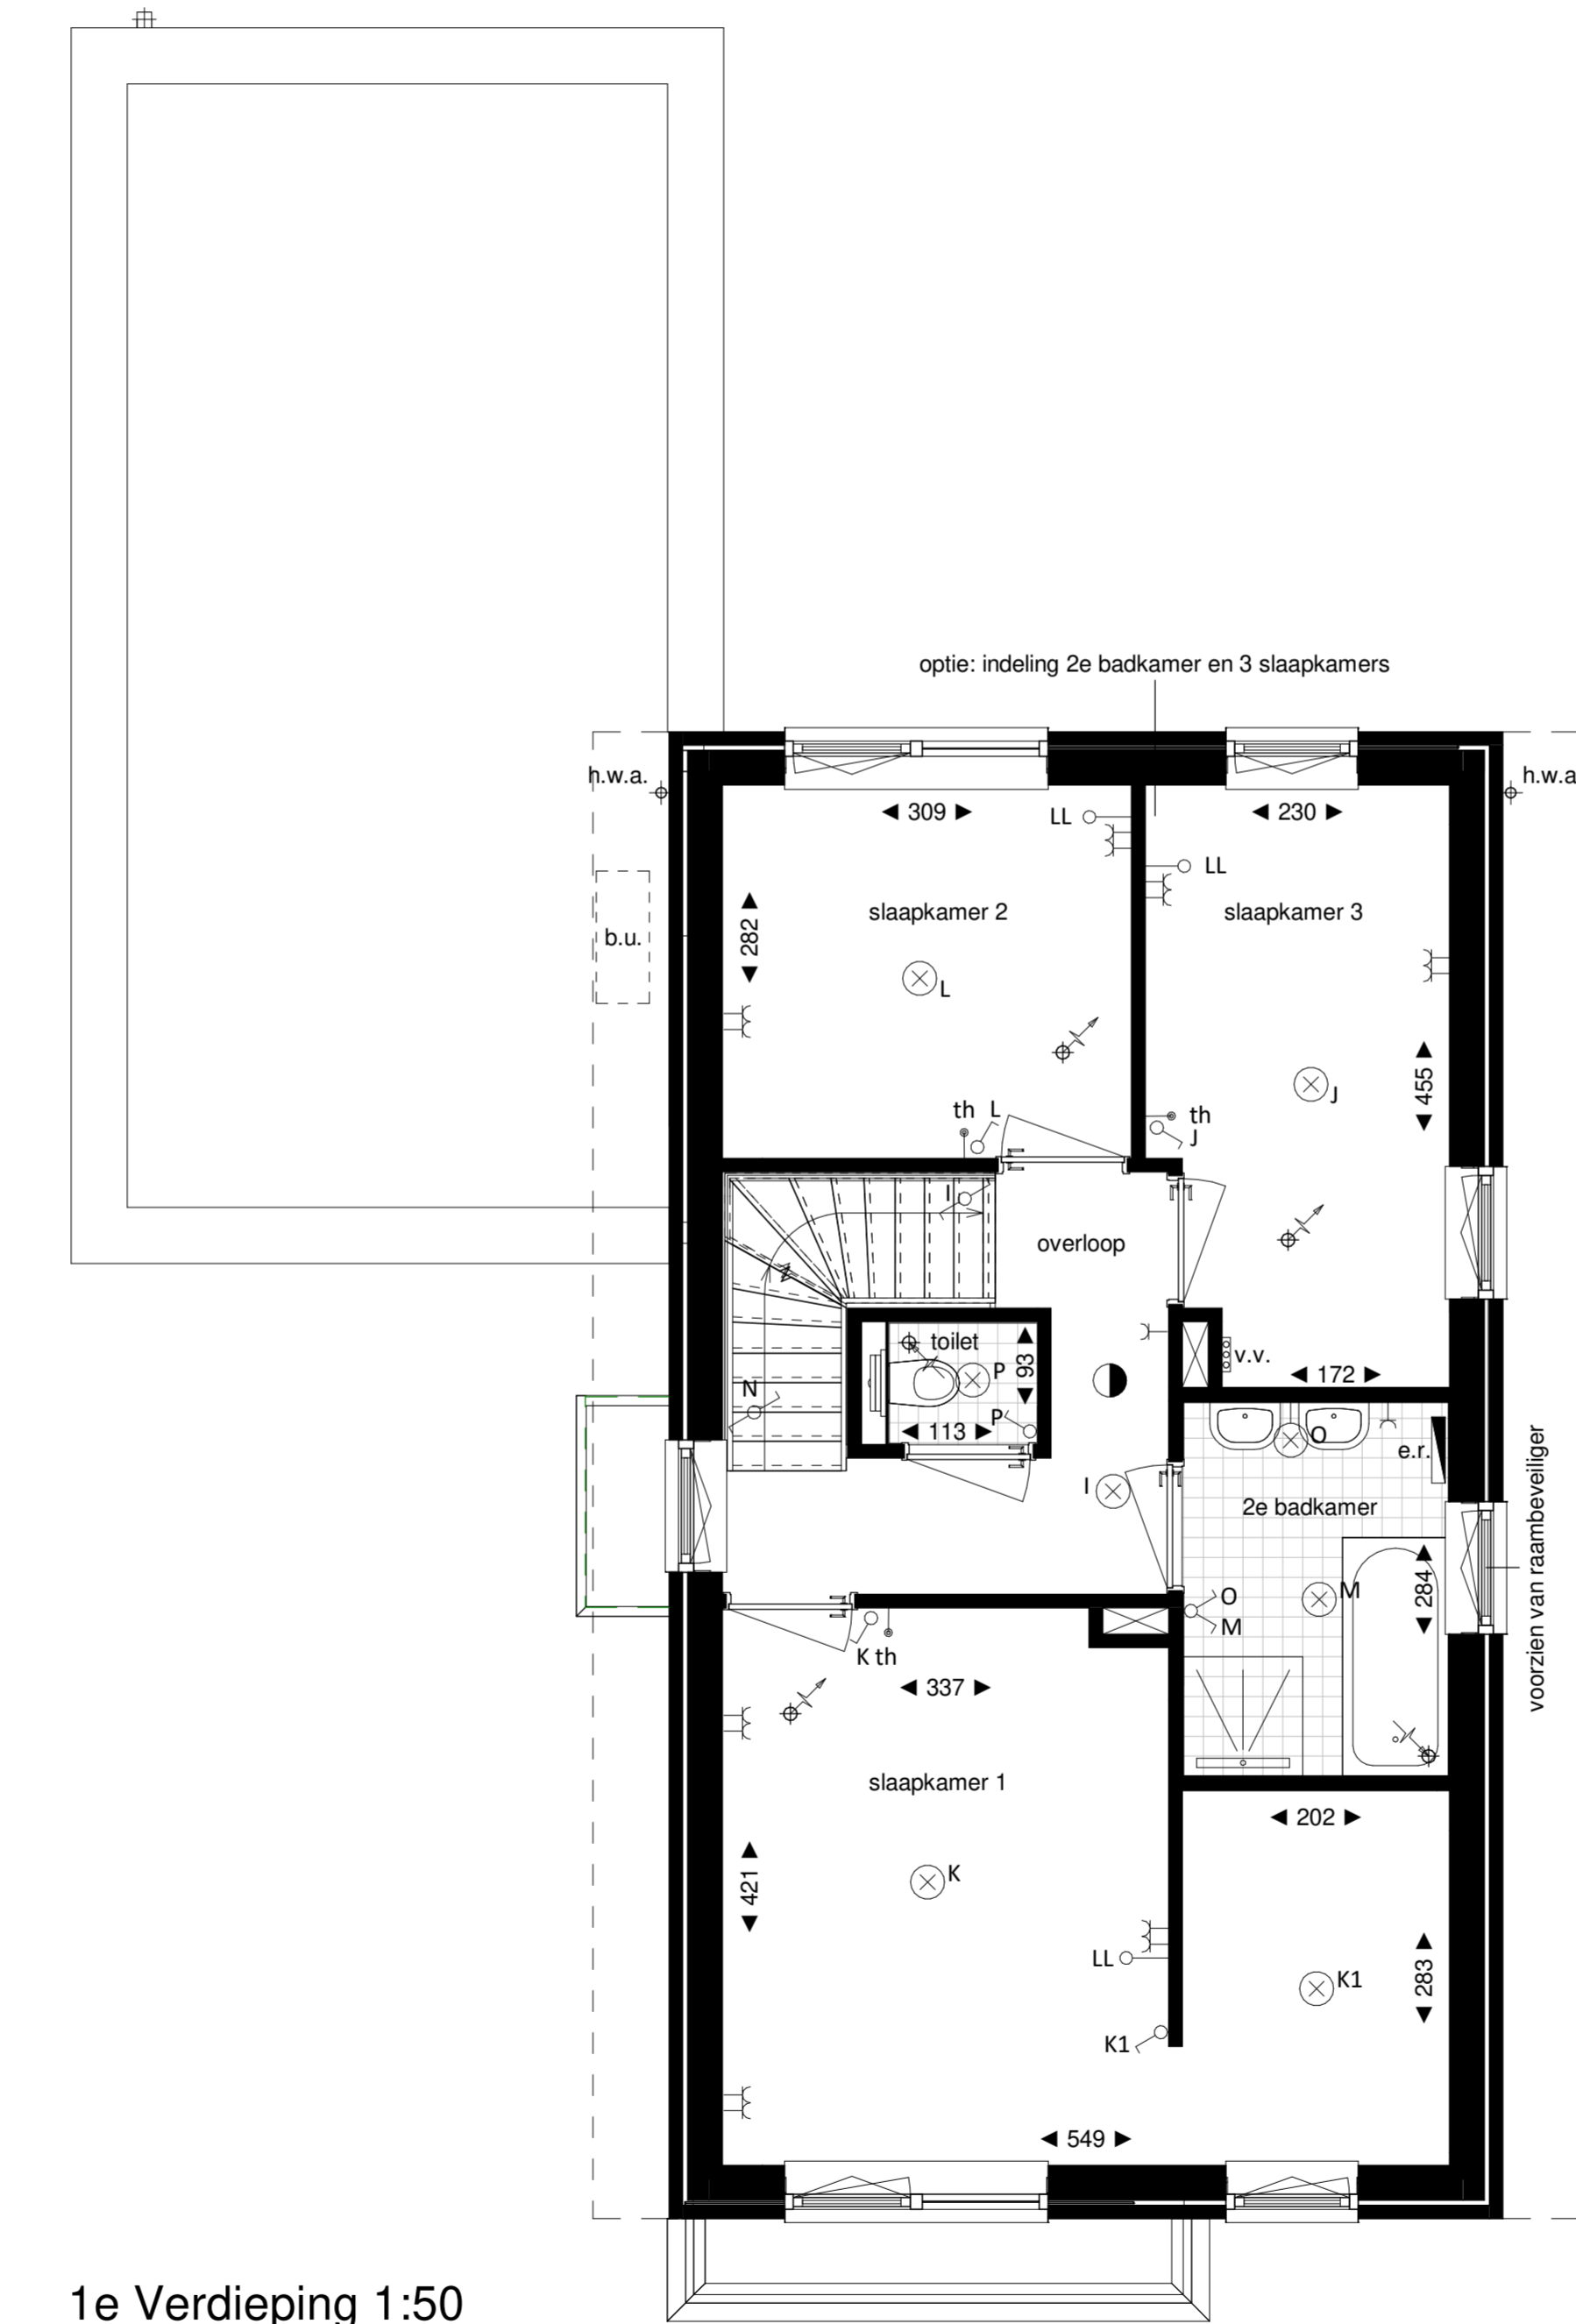 optie: indeling 2e badkamer en 3 slaapkamers
h.w.a.
h.w.a
◄ 309 ►
LL
◄ 230 ►
LL
slaapkamer 2
slaapkamer 3
◄ 282 ►
b.u.
L
◄ 455 ►
J
th L
th
J
I
overloop
toilet
◄ 93 ►
P
v.v.
◄ 172 ►
N
P
◄ 113 ►
O
e.r.
I
2e badkamer
voorzien van raambeveiliger
◄ 284 ►
M
O
M
K th
◄ 337 ►
slaapkamer 1
◄ 202 ►
◄ 421 ►
K
LL
◄ 283 ►
K1
K1
◄ 549 ►
1e Verdieping 1:50